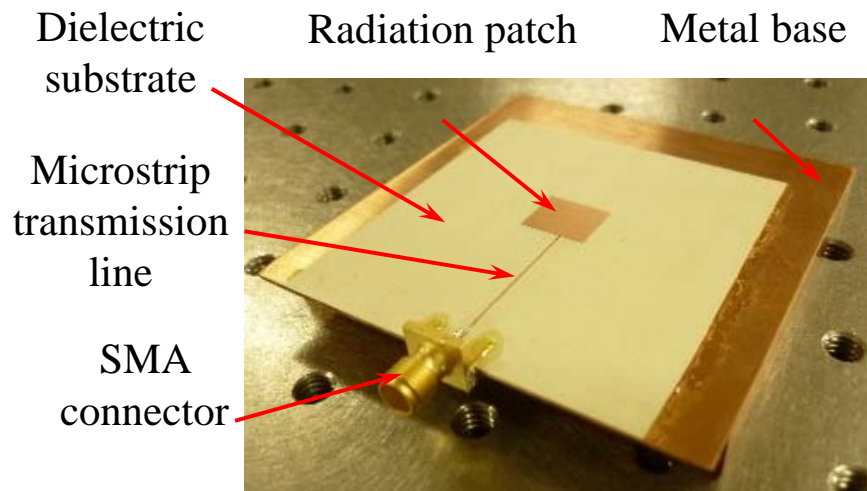 Dielectric
substrate
Radiation patch
Metal base
Microstrip
transmission
line
SMA
connector